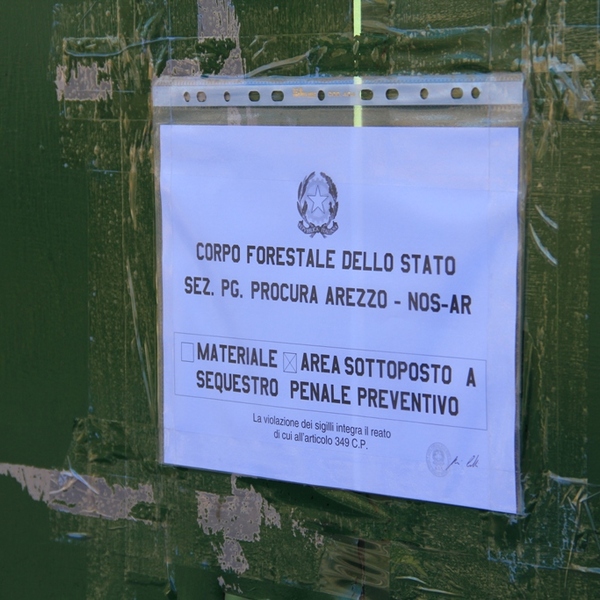 CORPO FORESTALE DELLO STATO
SEZ. PG. PROCURA AREZZO - NOS-AR
☐ MATERIALE ☒ AREA SOTTOPOSTO A
SEQUESTRO PENALE PREVENTIVO
La violazione dei sigilli integra il reato
di cui all'articolo 349 C.P.